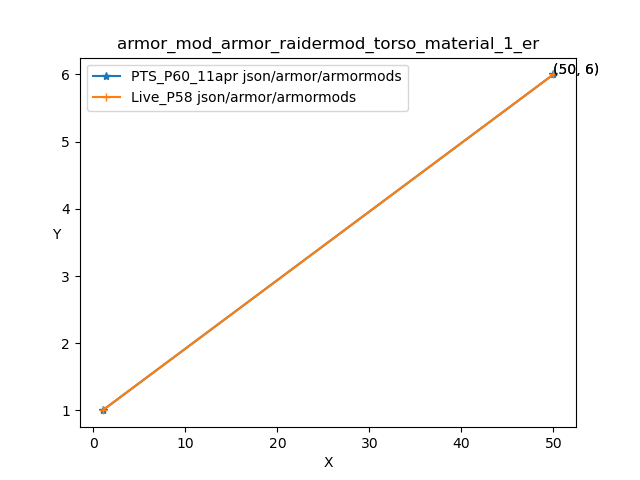 armor_mod_armor_raidermod_torso_material_1_er
PTS_P60_11apr json/armor/armormods
Live_P58 json/armor/armormods
(50, 6)
6
5
4
3
2
1
Y
0 10 20 30 40 50
X